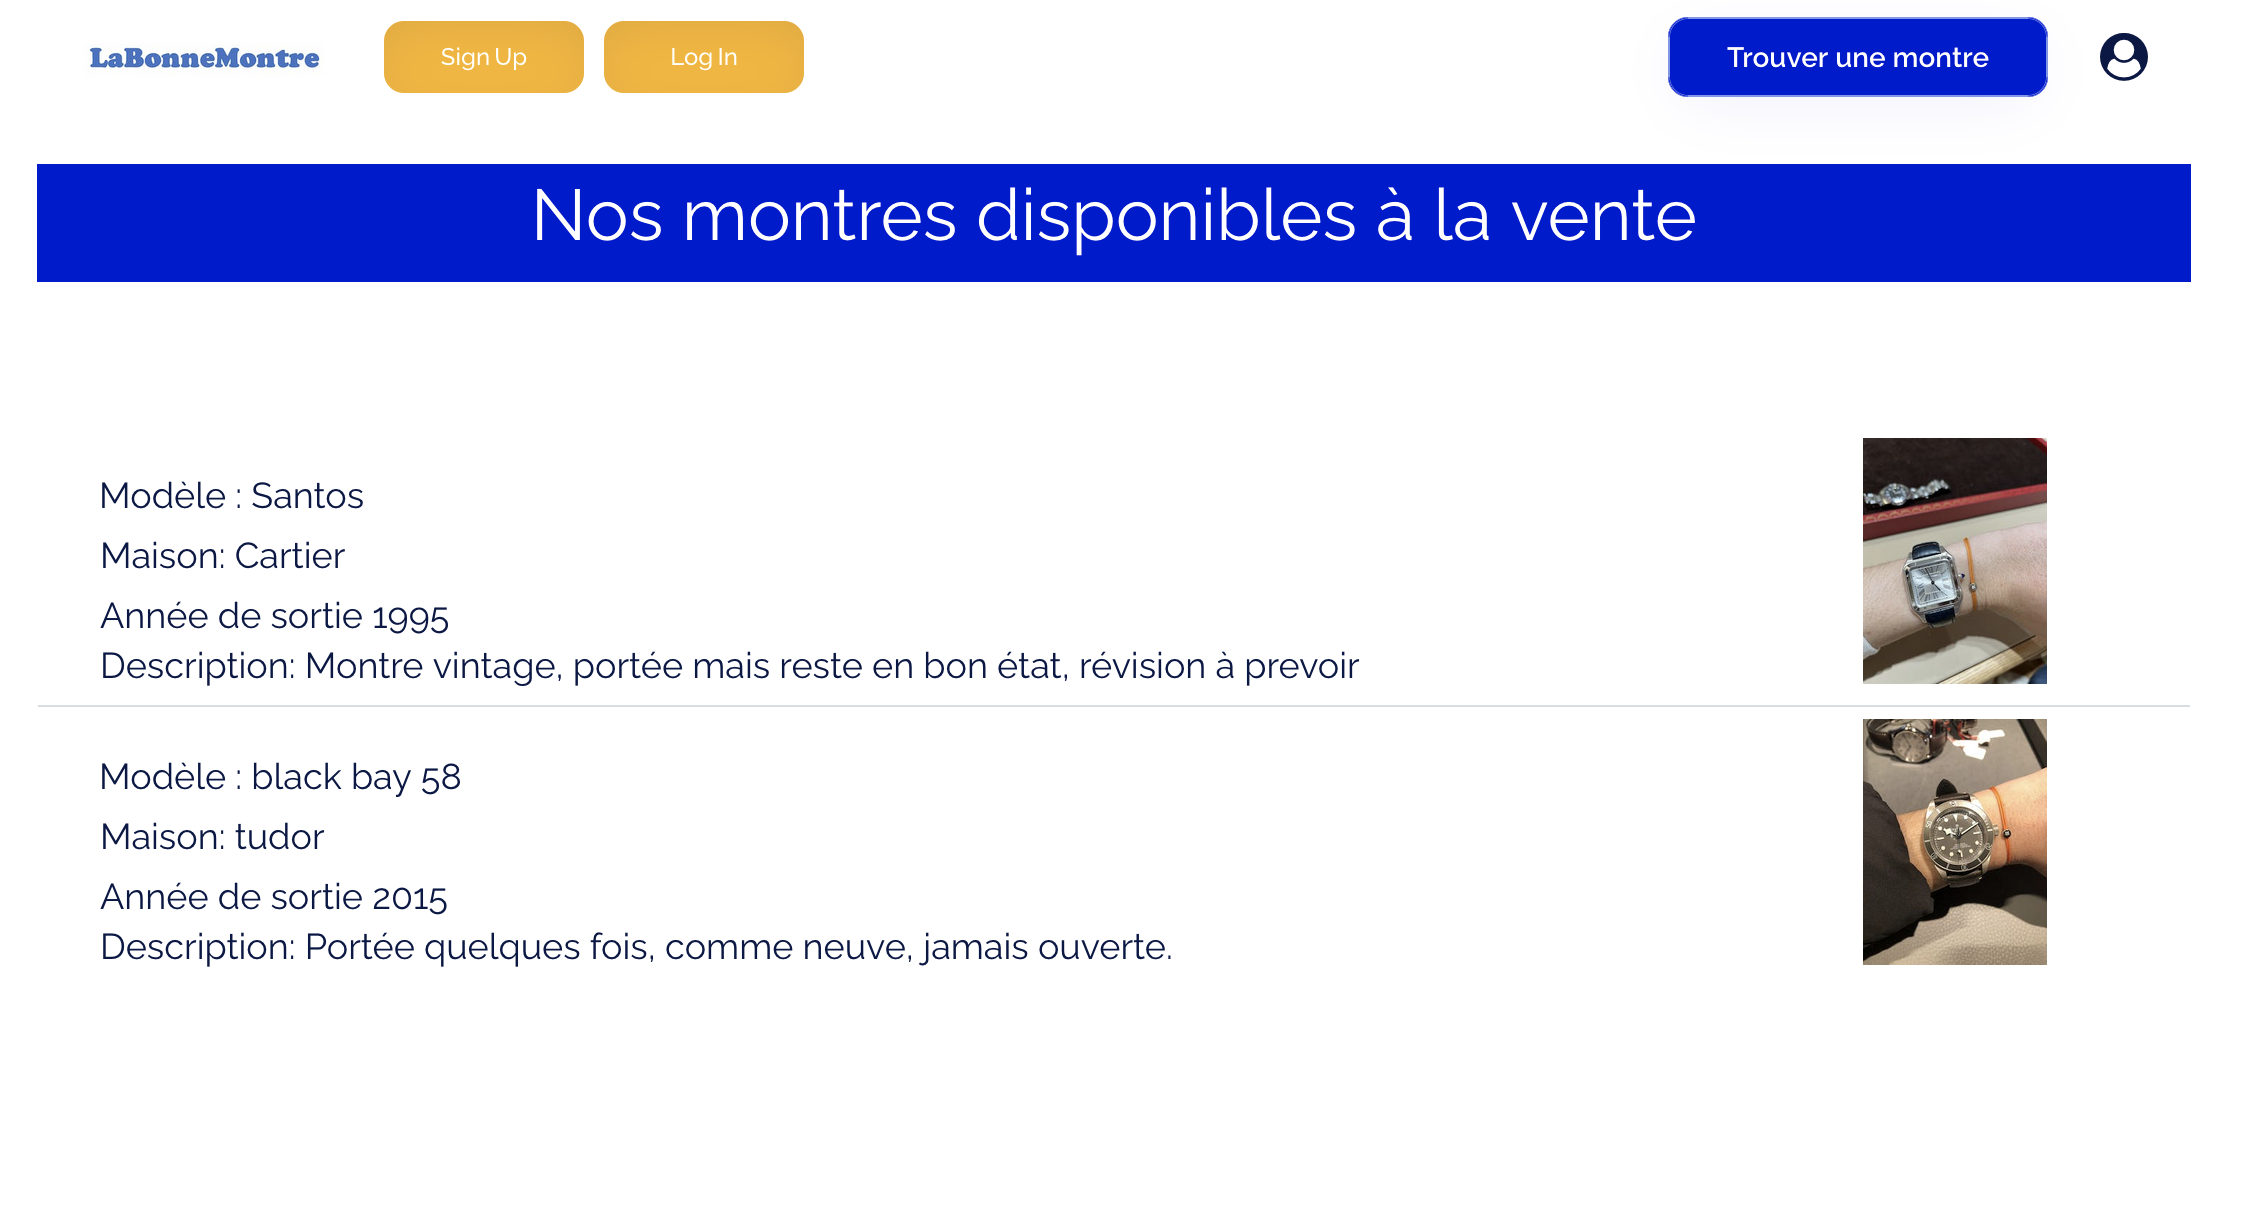 LaBonneMontre
Sign Up
Log In
Trouver une montre
Nos montres disponibles à la vente
Modèle : Santos
Maison: Cartier
Année de sortie 1995
Description: Montre vintage, portée mais reste en bon état, révision à prevoir
Modèle : black bay 58
Maison: tudor
Année de sortie 2015
Description: Portée quelques fois, comme neuve, jamais ouverte.